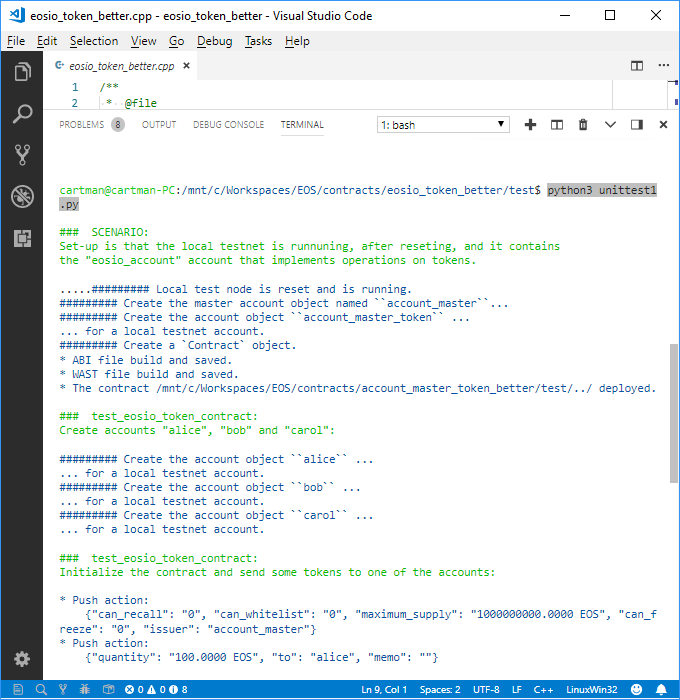 eosio_token_better.cpp - eosio_token_better - Visual Studio Code
File Edit Selection View Go Debug Tasks Help
eosio_token_better.cpp ×
1 /**
2 * @file
PROBLEMS 8 OUTPUT DEBUG CONSOLE TERMINAL 1: bash
cartman@cartman-PC:/mnt/c/Workspaces/EOS/contracts/eosio_token_better/test$ python3 unittest1
.py
### SCENARIO:
Set-up is that the local testnet is runnuning, after reseting, and it contains
the "eosio_account" account that implements operations on tokens.
.....######### Local test node is reset and is running.
######### Create the master account object named ``account_master``...
######### Create the account object ``account_master_token`` ...
... for a local testnet account.
######### Create a `Contract` object.
* ABI file build and saved.
* WAST file build and saved.
* The contract /mnt/c/Workspaces/EOS/contracts/account_master_token_better/test/../ deployed.
### test_eosio_token_contract:
Create accounts "alice", "bob" and "carol":
######### Create the account object ``alice`` ...
... for a local testnet account.
######### Create the account object ``bob`` ...
... for a local testnet account.
######### Create the account object ``carol`` ...
... for a local testnet account.
### test_eosio_token_contract:
Initialize the contract and send some tokens to one of the accounts:
* Push action:
{"can_recall": "0", "can_whitelist": "0", "maximum_supply": "1000000000.0000 EOS", "can_f
reeze": "0", "issuer": "account_master"}
* Push action:
{"quantity": "100.0000 EOS", "to": "alice", "memo": ""}
0 0 8 Ln 9, Col 1 Spaces: 2 UTF-8 LF C++ LinuxWin32